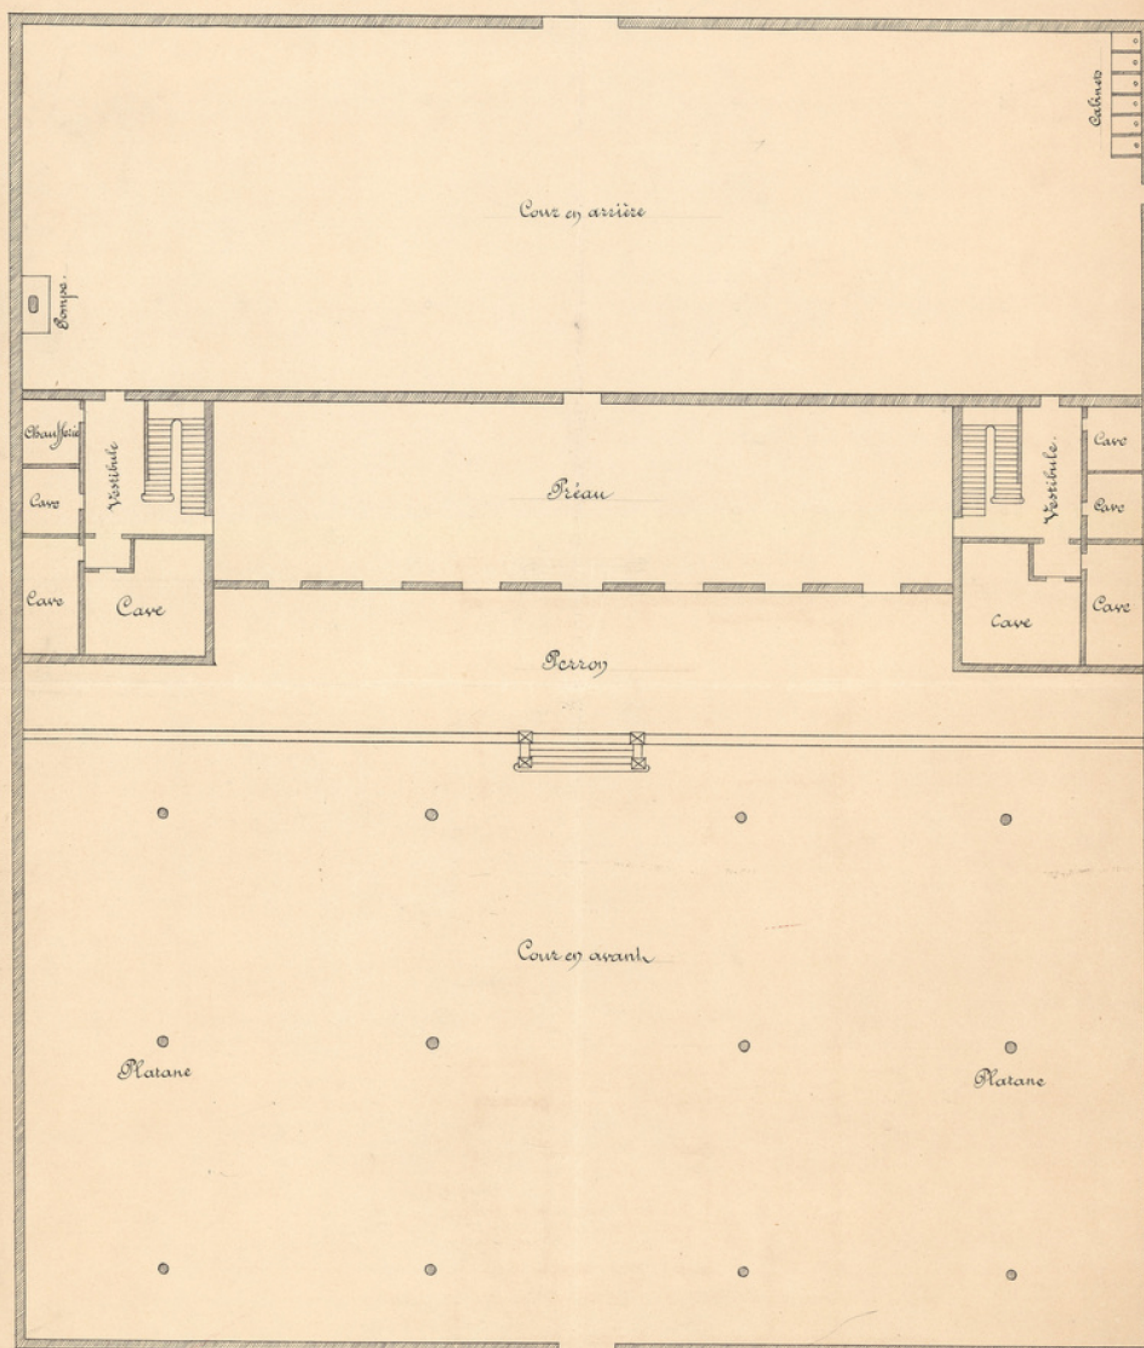 Cabinets
Cour en arrière
Pompe.
Chaufferie
Vestibule
Cave
Préau
Vestibule.
Cave
Cave
Cave
Cave
Cave
Cave
Cave
Perron
Cour en avant
Platane
Platane